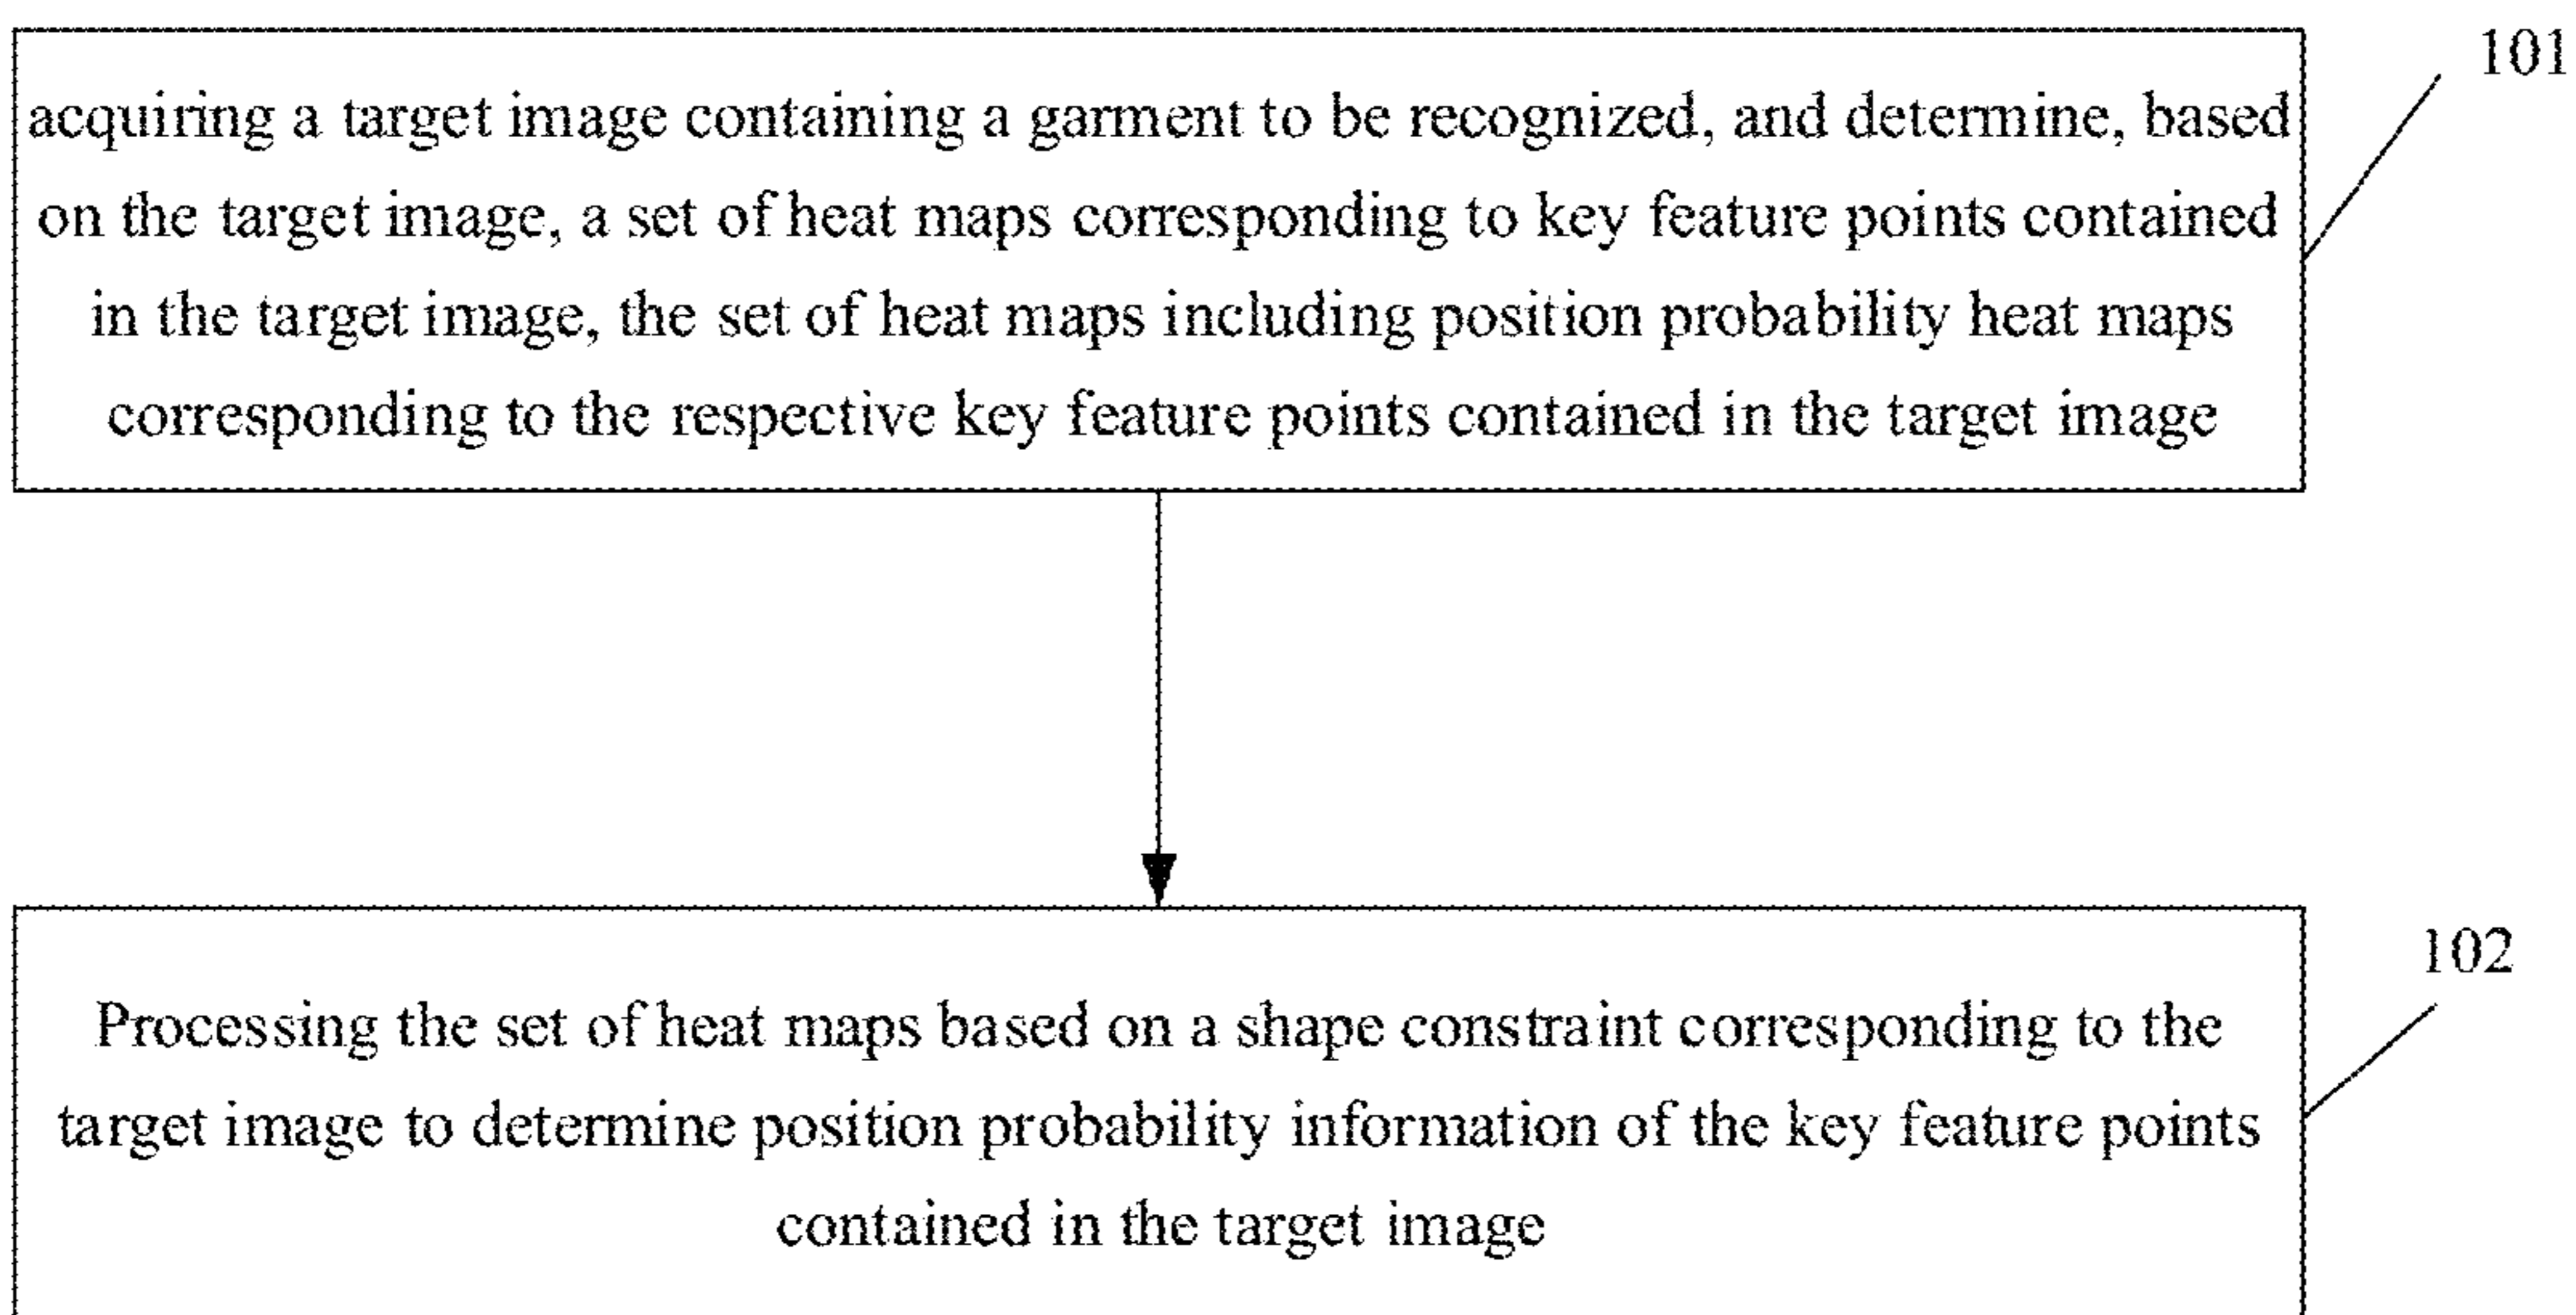 101
acquiring a target image containing a garment to be recognized, and determine, based
on the target image, a set of heat maps corresponding to key feature points contained
in the target image, the set of heat maps including position probability heat maps
corresponding to the respective key feature points contained in the target image
102
Processing the set of heat maps based on a shape constraint corresponding to the
target image to determine position probability information of the key feature points
contained in the target image